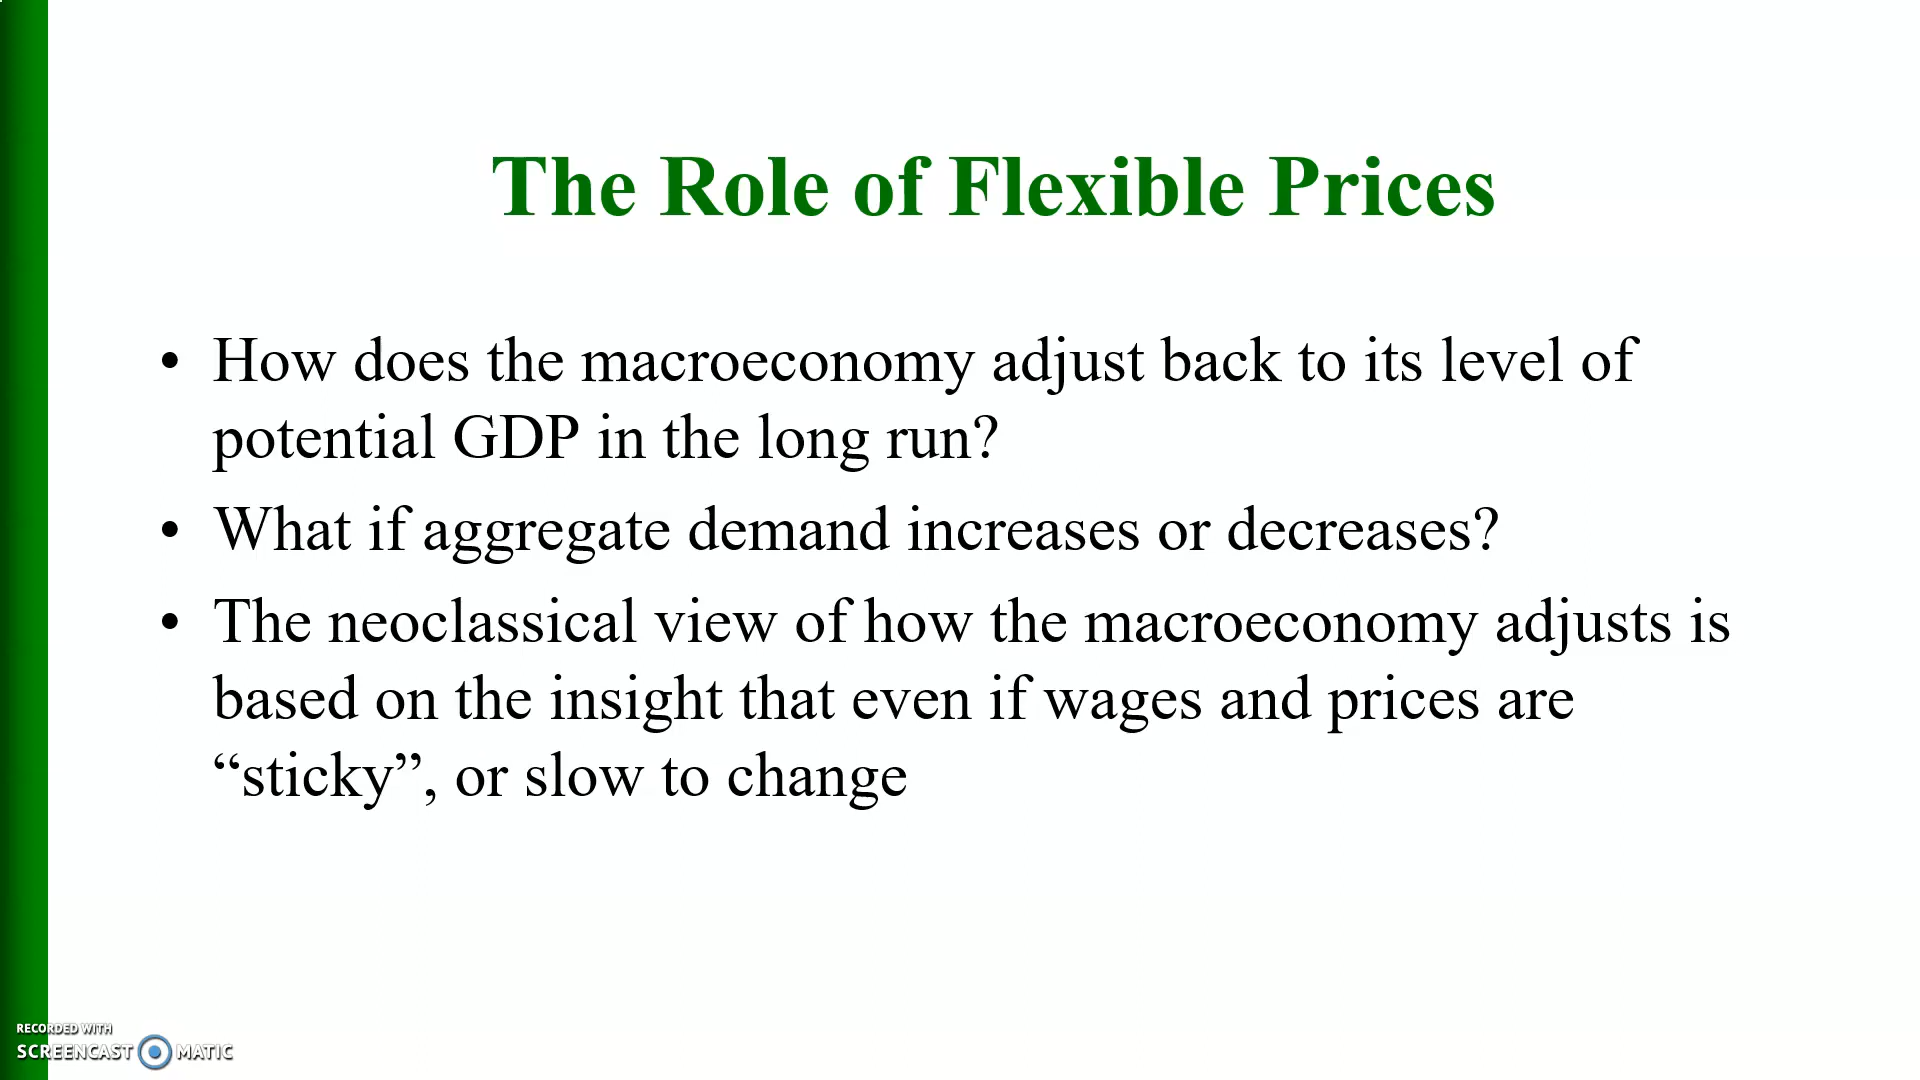 The Role of Flexible Prices
• How does the macroeconomy adjust back to its level of
potential GDP in the long run?
• What if aggregate demand increases or decreases?
• The neoclassical view of how the macroeconomy adjusts is
based on the insight that even if wages and prices are
“sticky”, or slow to change
RECORDED WITH
SCREENCAST MATIC